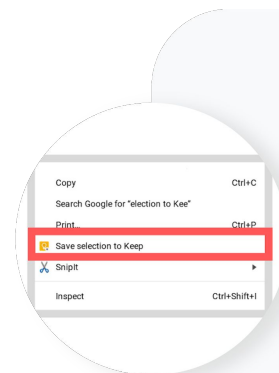 Copy Ctrl+C
Search Google for “election to Kee”
Print... Ctrl+P
Save selection to Keep
SnipIt
Inspect Ctrl+Shift+I